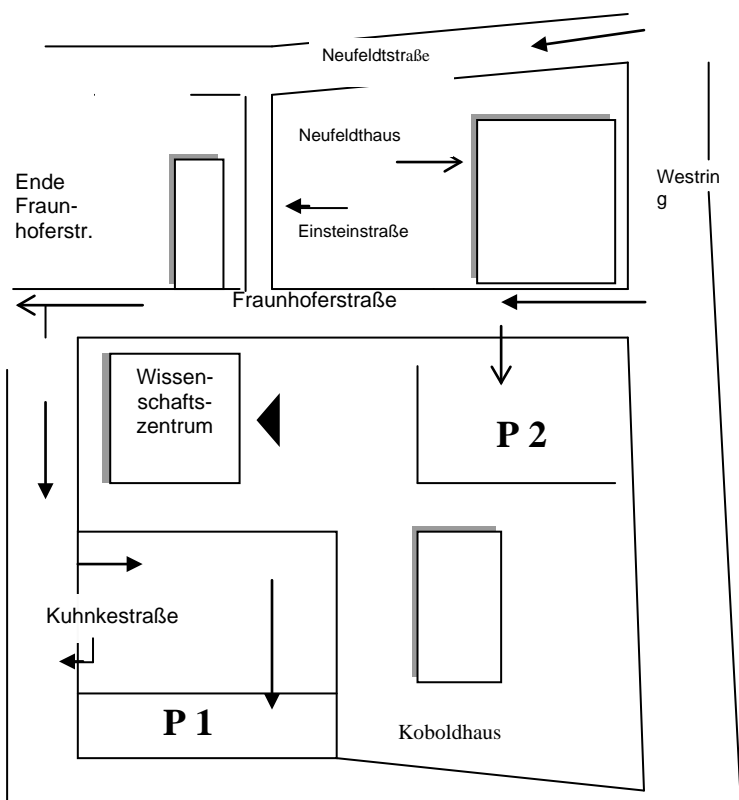 Neufeldtstraße
Neufeldthaus
Ende
Fraun-
hoferstr.
Westrin
g
Einsteinstraße
Fraunhoferstraße
Wissen-
schafts-
zentrum
P 2
Kuhnkestraße
P 1
Koboldhaus